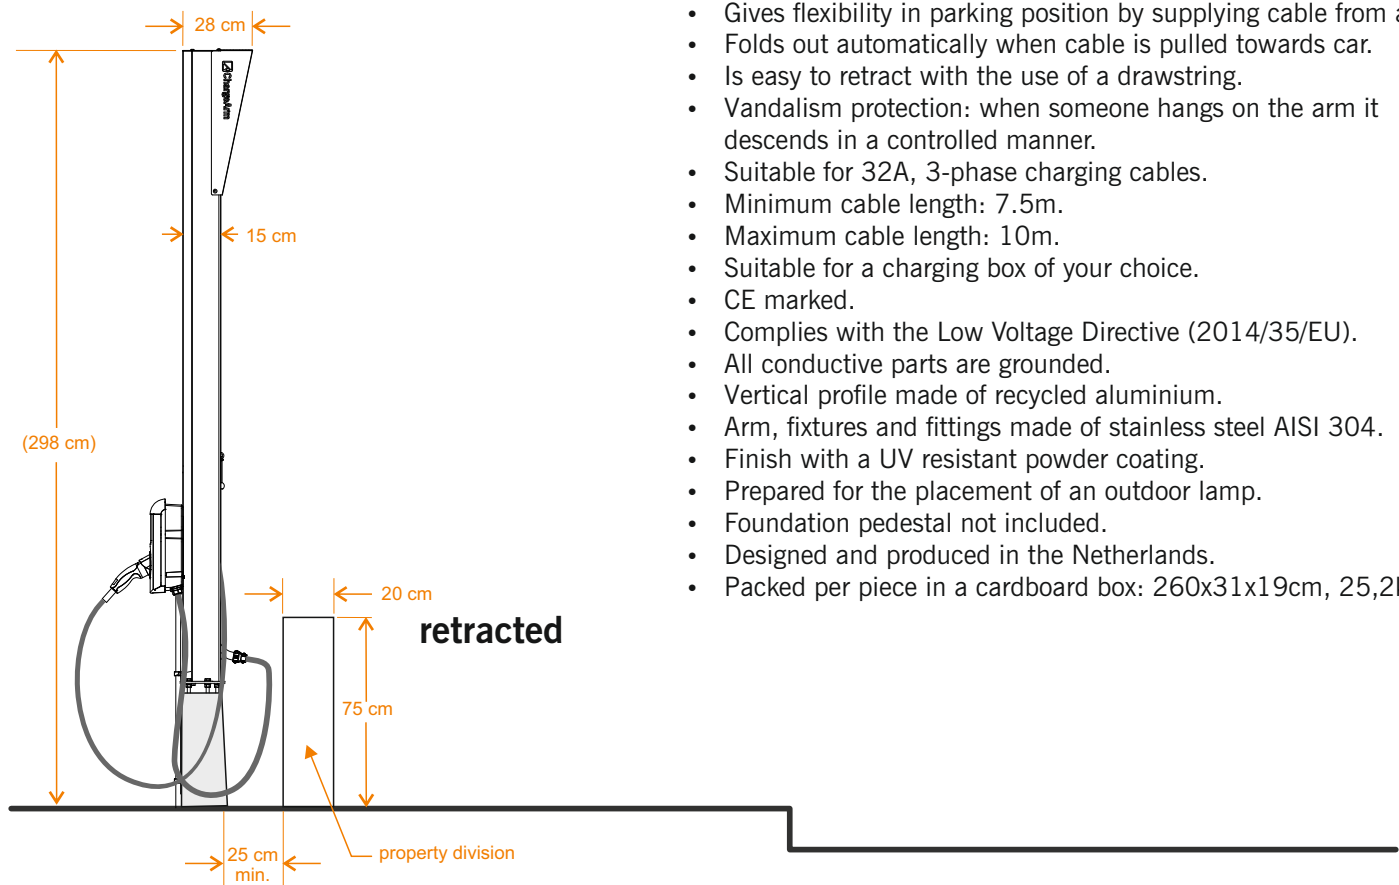 28 cm
ChargeArm
15 cm
(298 cm)
20 cm
retracted
75 cm
25 cm
min.
property division
• Gives flexibility in parking position by supplying cable from
• Folds out automatically when cable is pulled towards car.
• Is easy to retract with the use of a drawstring.
• Vandalism protection: when someone hangs on the arm it
descends in a controlled manner.
• Suitable for 32A, 3-phase charging cables.
• Minimum cable length: 7.5m.
• Maximum cable length: 10m.
• Suitable for a charging box of your choice.
• CE marked.
• Complies with the Low Voltage Directive (2014/35/EU).
• All conductive parts are grounded.
• Vertical profile made of recycled aluminium.
• Arm, fixtures and fittings made of stainless steel AISI 304.
• Finish with a UV resistant powder coating.
• Prepared for the placement of an outdoor lamp.
• Foundation pedestal not included.
• Designed and produced in the Netherlands.
• Packed per piece in a cardboard box: 260x31x19cm, 25,2